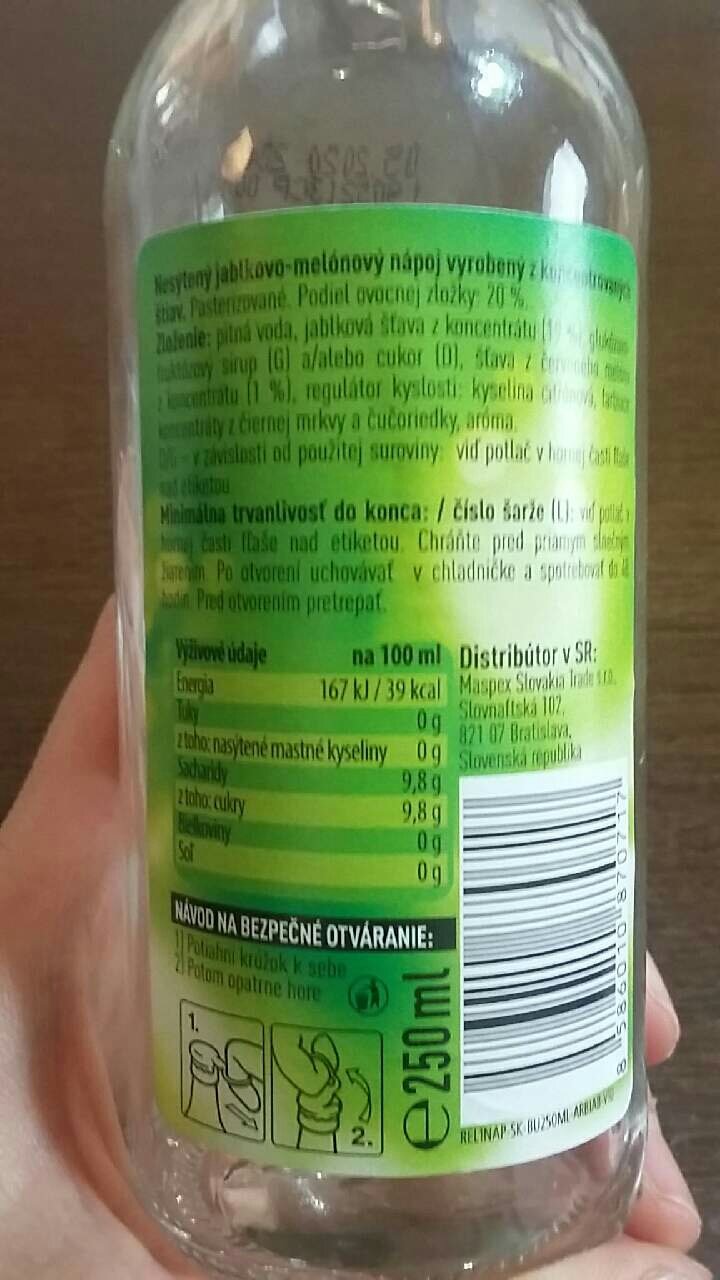 05 2020
Nesýtený jablkovo-melónový nápoj vyrobený z koncentrovaných
štiav. Pasterizované. Podiel ovocnej zložky: 20 %.
Zloženie: pitná voda, jablková šťava z koncentrátu
sirup (G) a/alebo cukor (D), šťava z
z koncentrátu (1 %), regulátor kyslosti: kyselina citrónová,
koncentráty z čiernej mrkvy a čučoriedky, aróma.
D/G - v závislosti od použitej suroviny: viď potlač v hornej časti fľaše
nad etiketou.
Minimálna trvanlivosť do konca: / číslo šarže (L): viď potlač v
hornej časti fľaše nad etiketou. Chráňte pred priamym slnečným
žiarením. Po otvorení uchovávať v chladničke a spotrebovať do 48
hodín. Pred otvorením pretrepať.
Výživové údaje na 100 ml
Energia 167 kJ / 39 kcal
Tuky 0 g
z toho: nasýtené mastné kyseliny 0 g
Sacharidy 9,8 g
z toho: cukry 9,8 g
Bielkoviny 0 g
Soľ 0 g
Distribútor v SR:
Maspex Slovakia Trade s.r.o.
Slovnaftská 102,
821 07 Bratislava,
Slovenská republika
NÁVOD NA BEZPEČNÉ OTVÁRANIE:
1) Potiahni krúžok k sebe
2) Potom opatrne hore
1.
2.
e 250 ml
8 586010 870717